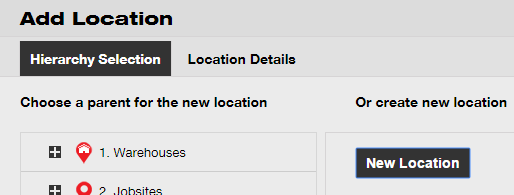 Add Location
Hierarchy Selection Location Details
Choose a parent for the new location Or create new location
1. Warehouses New Location
2. Jobsites